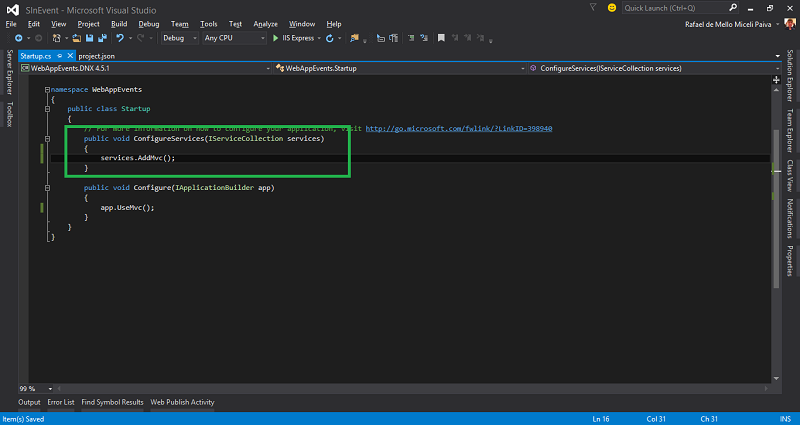 SInEvent - Microsoft Visual Studio
Quick Launch (Ctrl+Q)
File Edit View Project Build Debug Team Tools Test Analyze Window Help
Rafael de Mello Miceli Paiva
Debug Any CPU IIS Express
Server Explorer
Toolbox
Startup.cs project.json
WebAppEvents.DNX 4.5.1 WebAppEvents.Startup ConfigureServices(IServiceCollection services)
namespace WebAppEvents
{
public class Startup
{
// For more information on how to configure your application, visit http://go.microsoft.com/fwlink/?LinkID=398940
public void ConfigureServices(IServiceCollection services)
{
services.AddMvc();
}
public void Configure(IApplicationBuilder app)
{
app.UseMvc();
}
}
}
Solution Explorer
Team Explorer
Class View
Notifications
Properties
99 %
Output Error List Find Symbol Results Web Publish Activity
Item(s) Saved Ln 16 Col 31 Ch 31 INS